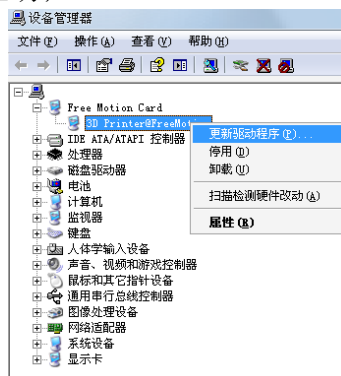 设备管理器
文件(F) 操作(A) 查看(V) 帮助(H)
Free Motion Card
3D Printer@FreeMot
更新驱动程序(P)...
停用(D)
卸载(U)
扫描检测硬件改动(A)
属性(R)
IDE ATA/ATAPI 控制器
处理器
磁盘驱动器
电池
计算机
监视器
键盘
人体学输入设备
声音、视频和游戏控制器
鼠标和其它指针设备
通用串行总线控制器
图像处理设备
网络适配器
系统设备
显示卡